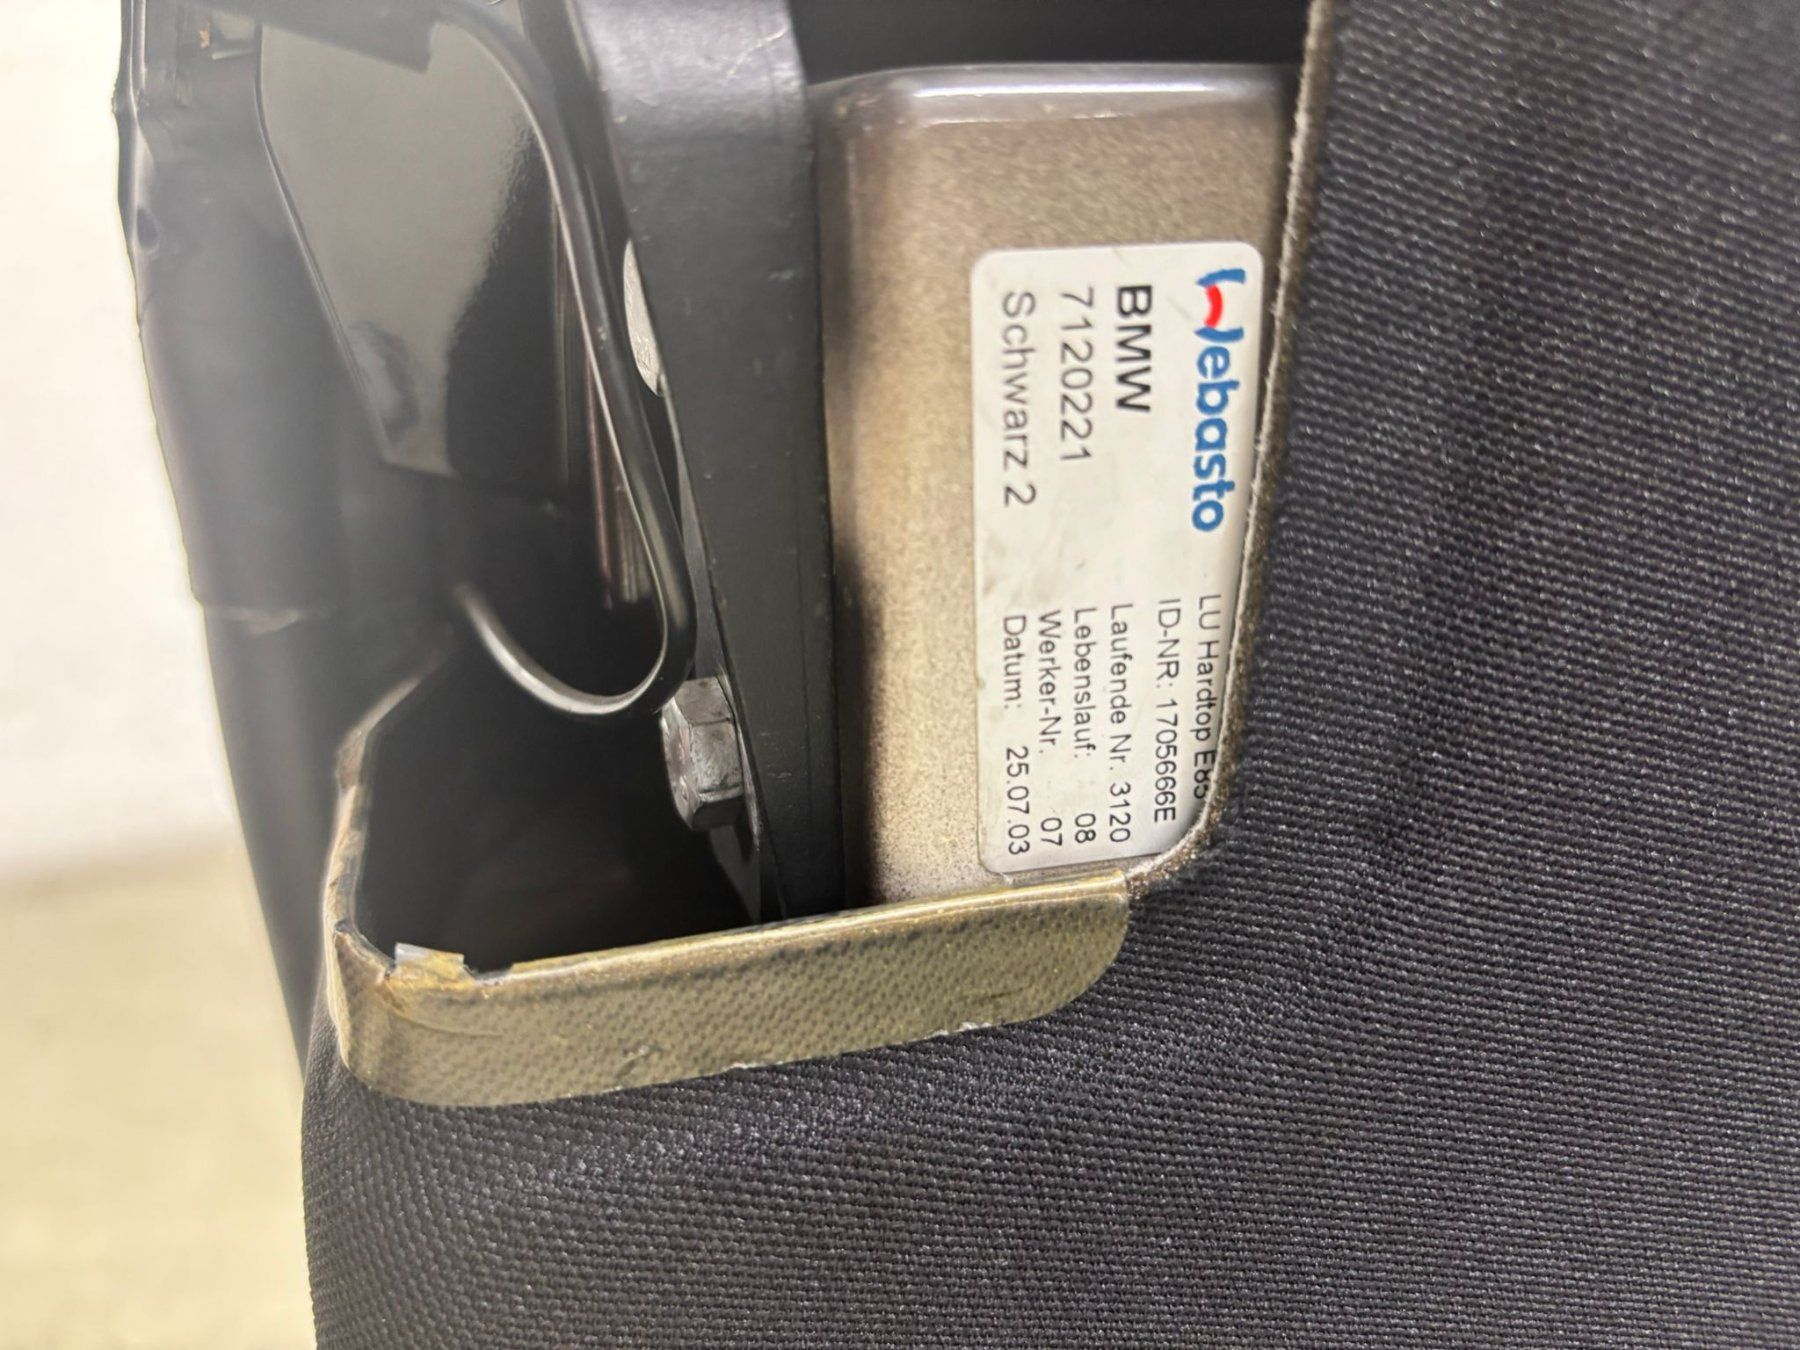 Webasto
BMW
7120221
Schwarz 2
LU Hardtop E85
ID-NR: 1705666E
Laufende Nr. 3120
Lebenslauf: 08
Werker-Nr. 07
Datum: 25.07.03